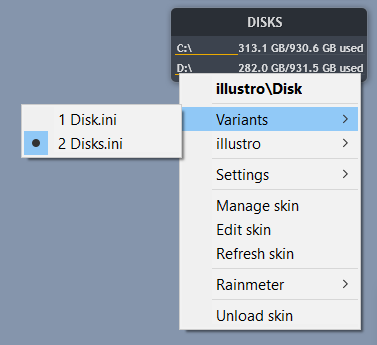 DISKS
C:\ 313.1 GB/930.6 GB used
D:\ 282.0 GB/931.5 GB used
illustro\Disk
Variants
1 Disk.ini
2 Disks.ini
illustro
Settings
Manage skin
Edit skin
Refresh skin
Rainmeter
Unload skin